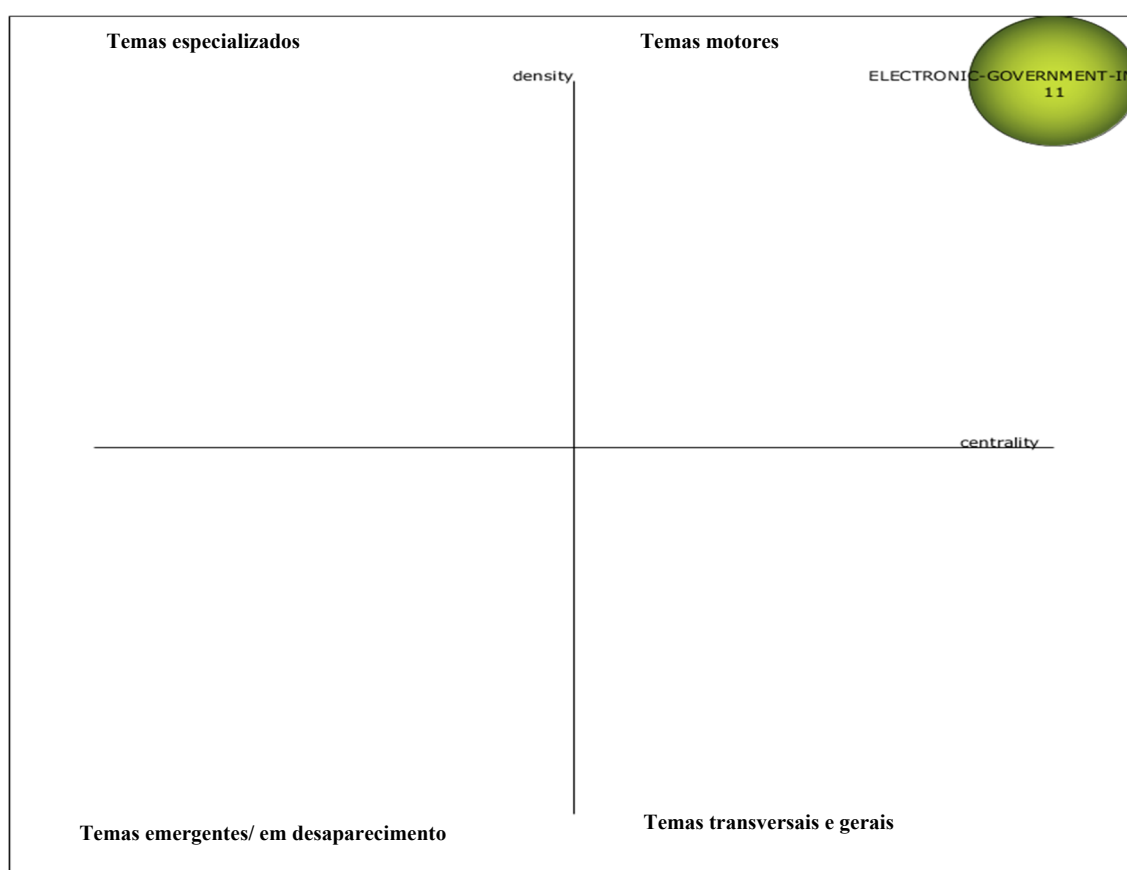 Temas especializados
Temas motores
density
ELECTRONIC-GOVERNMENT-
11
centrality
Temas emergentes/ em desaparecimento
Temas transversais e gerais